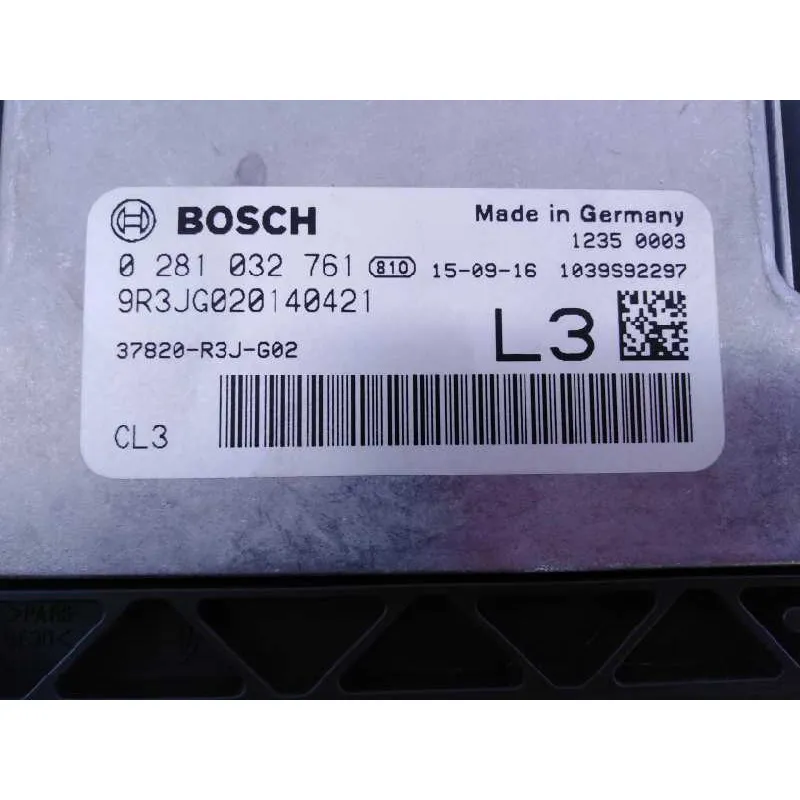 BOSCH
Made in Germany
1235 0003
0 281 032 761 810 15-09-16 1039S92297
9R3JG020140421
37820-R3J-G02
L3
CL3